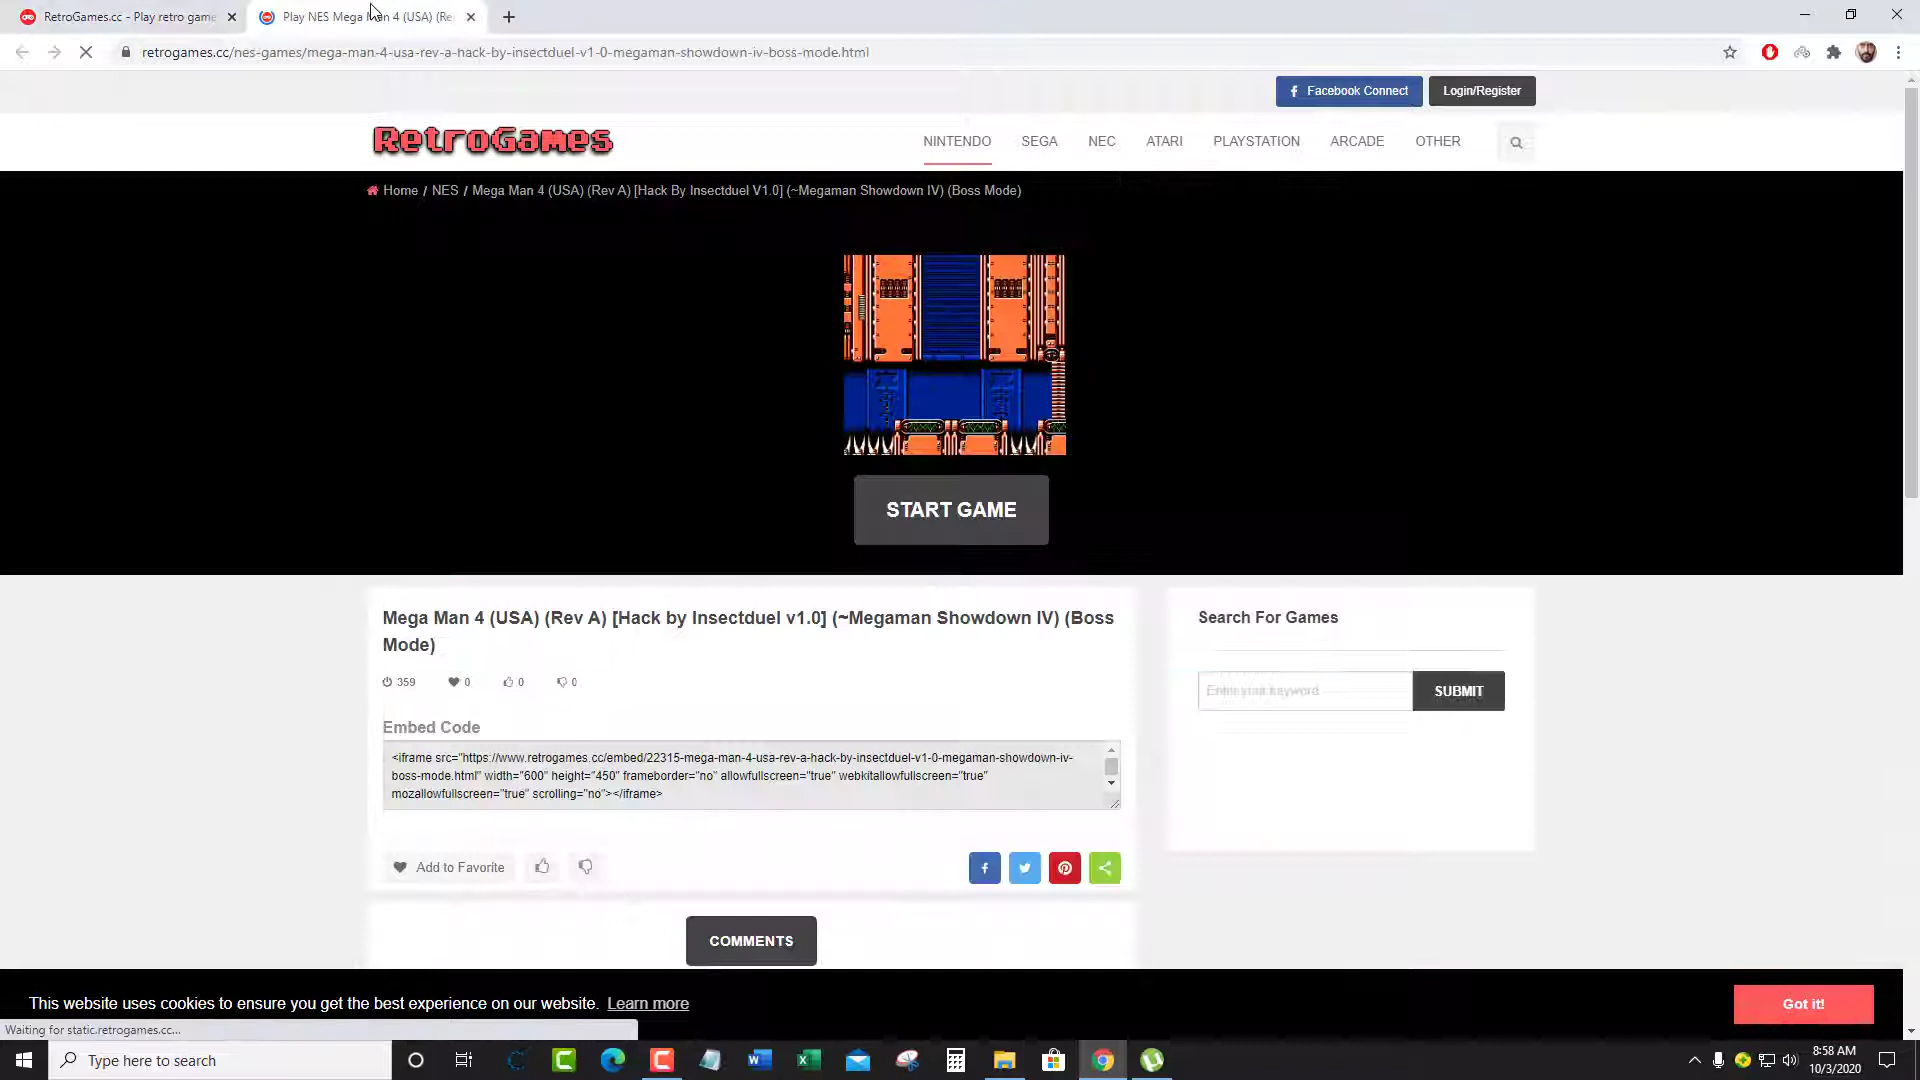 RetroGames.cc - Play retro game
Play NES Mega Man 4 (USA) (Re
retrogames.cc/nes-games/mega-man-4-usa-rev-a-hack-by-insectduel-v1-0-megaman-showdown-iv-boss-mode.html
Facebook Connect
Login/Register
RetroGames
NINTENDO SEGA NEC ATARI PLAYSTATION ARCADE OTHER
Home / NES / Mega Man 4 (USA) (Rev A) [Hack By Insectduel V1.0] (~Megaman Showdown IV) (Boss Mode)
START GAME
Mega Man 4 (USA) (Rev A) [Hack by Insectduel v1.0] (~Megaman Showdown IV) (Boss
Mode)
359 0 0 0
Embed Code
<iframe src="https://www.retrogames.cc/embed/22315-mega-man-4-usa-rev-a-hack-by-insectduel-v1-0-megaman-showdown-iv-
boss-mode.html" width="600" height="450" frameborder="no" allowfullscreen="true" webkitallowfullscreen="true"
mozallowfullscreen="true" scrolling="no"></iframe>
Add to Favorite
Search For Games
Enter your keyword
SUBMIT
COMMENTS
This website uses cookies to ensure you get the best experience on our website. Learn more
Got it!
Waiting for static.retrogames.cc...
Type here to search
8:58 AM
10/3/2020